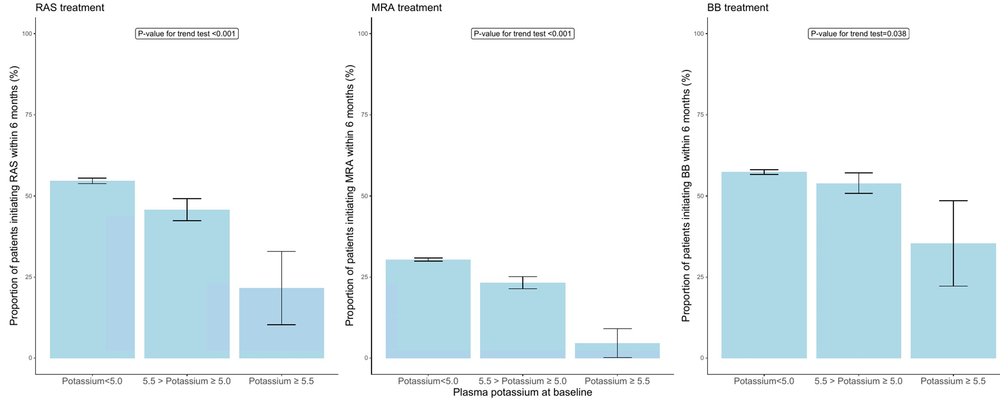 RAS treatment
P-value for trend test <0.001
Proportion of patients initiating RAS within 6 months (%)
100
75
50
25
0
Potassium<5.0
5.5 > Potassium ≥ 5.0
Potassium ≥ 5.5
MRA treatment
P-value for trend test <0.001
Proportion of patients initiating MRA within 6 months (%)
100
75
50
25
0
Potassium<5.0
5.5 > Potassium ≥ 5.0
Potassium ≥ 5.5
Plasma potassium at baseline
BB treatment
P-value for trend test=0.038
Proportion of patients initiating BB within 6 months (%)
100
75
50
25
0
Potassium<5.0
5.5 > Potassium ≥ 5.0
Potassium ≥ 5.5